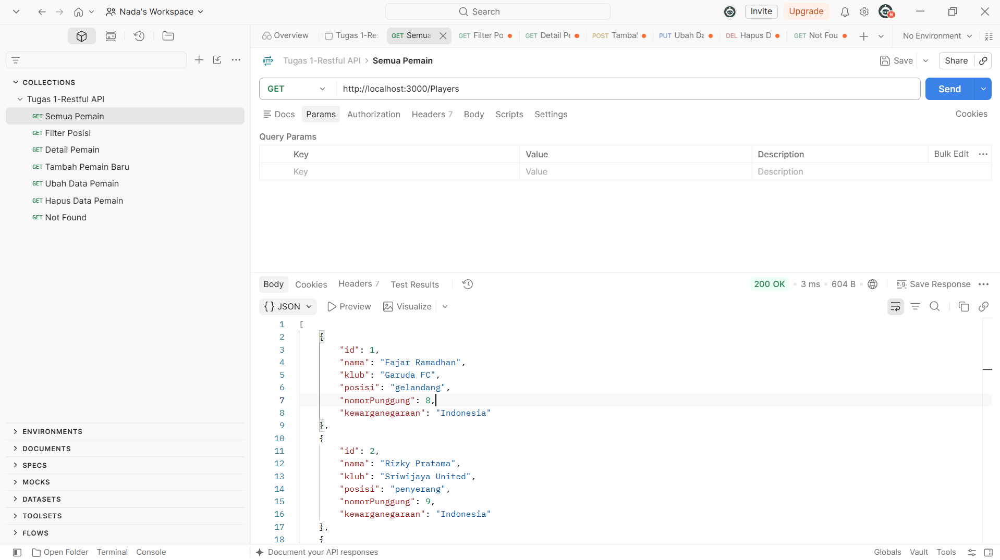 Nada's Workspace
Search
Invite
Upgrade
Overview
Tugas 1-Res
GET Semua
GET Filter Po
GET Detail Pe
POST Tambal
PUT Ubah Da
DEL Hapus D
GET Not Fou
No Environment
HTTP Tugas 1-Restful API > Semua Pemain
Save
Share
GET
http://localhost:3000/Players
Send
Docs
Params
Authorization
Headers 7
Body
Scripts
Settings
Cookies
Query Params
Key
Value
Description
Bulk Edit
Key
Value
Description
COLLECTIONS
Tugas 1-Restful API
GET Semua Pemain
GET Filter Posisi
GET Detail Pemain
GET Tambah Pemain Baru
GET Ubah Data Pemain
GET Hapus Data Pemain
GET Not Found
ENVIRONMENTS
DOCUMENTS
SPECS
MOCKS
DATASETS
TOOLSETS
FLOWS
Body
Cookies
Headers 7
Test Results
200 OK
3 ms
604 B
e.g. Save Response
{} JSON
Preview
Visualize
1 [
2 {
3 "id": 1,
4 "nama": "Fajar Ramadhan",
5 "klub": "Garuda FC",
6 "posisi": "gelandang",
7 "nomorPunggung": 8,
8 "kewarganegaraan": "Indonesia"
9 },
10 {
11 "id": 2,
12 "nama": "Rizky Pratama",
13 "klub": "Sriwijaya United",
14 "posisi": "penyerang",
15 "nomorPunggung": 9,
16 "kewarganegaraan": "Indonesia"
17 },
18 {
Open Folder
Terminal
Console
Document your API responses
Globals
Vault
Tools